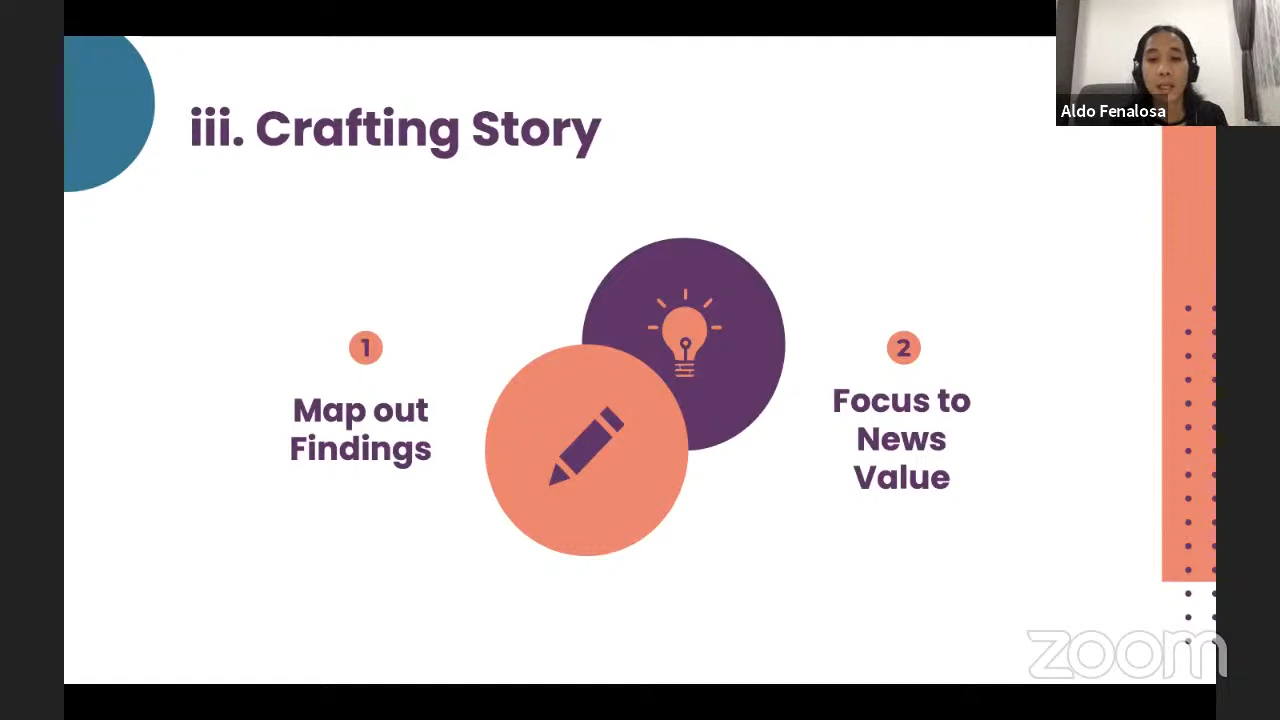 iii. Crafting Story
Aldo Fenalosa
1
Map out
Findings
2
Focus to
News
Value
zoom